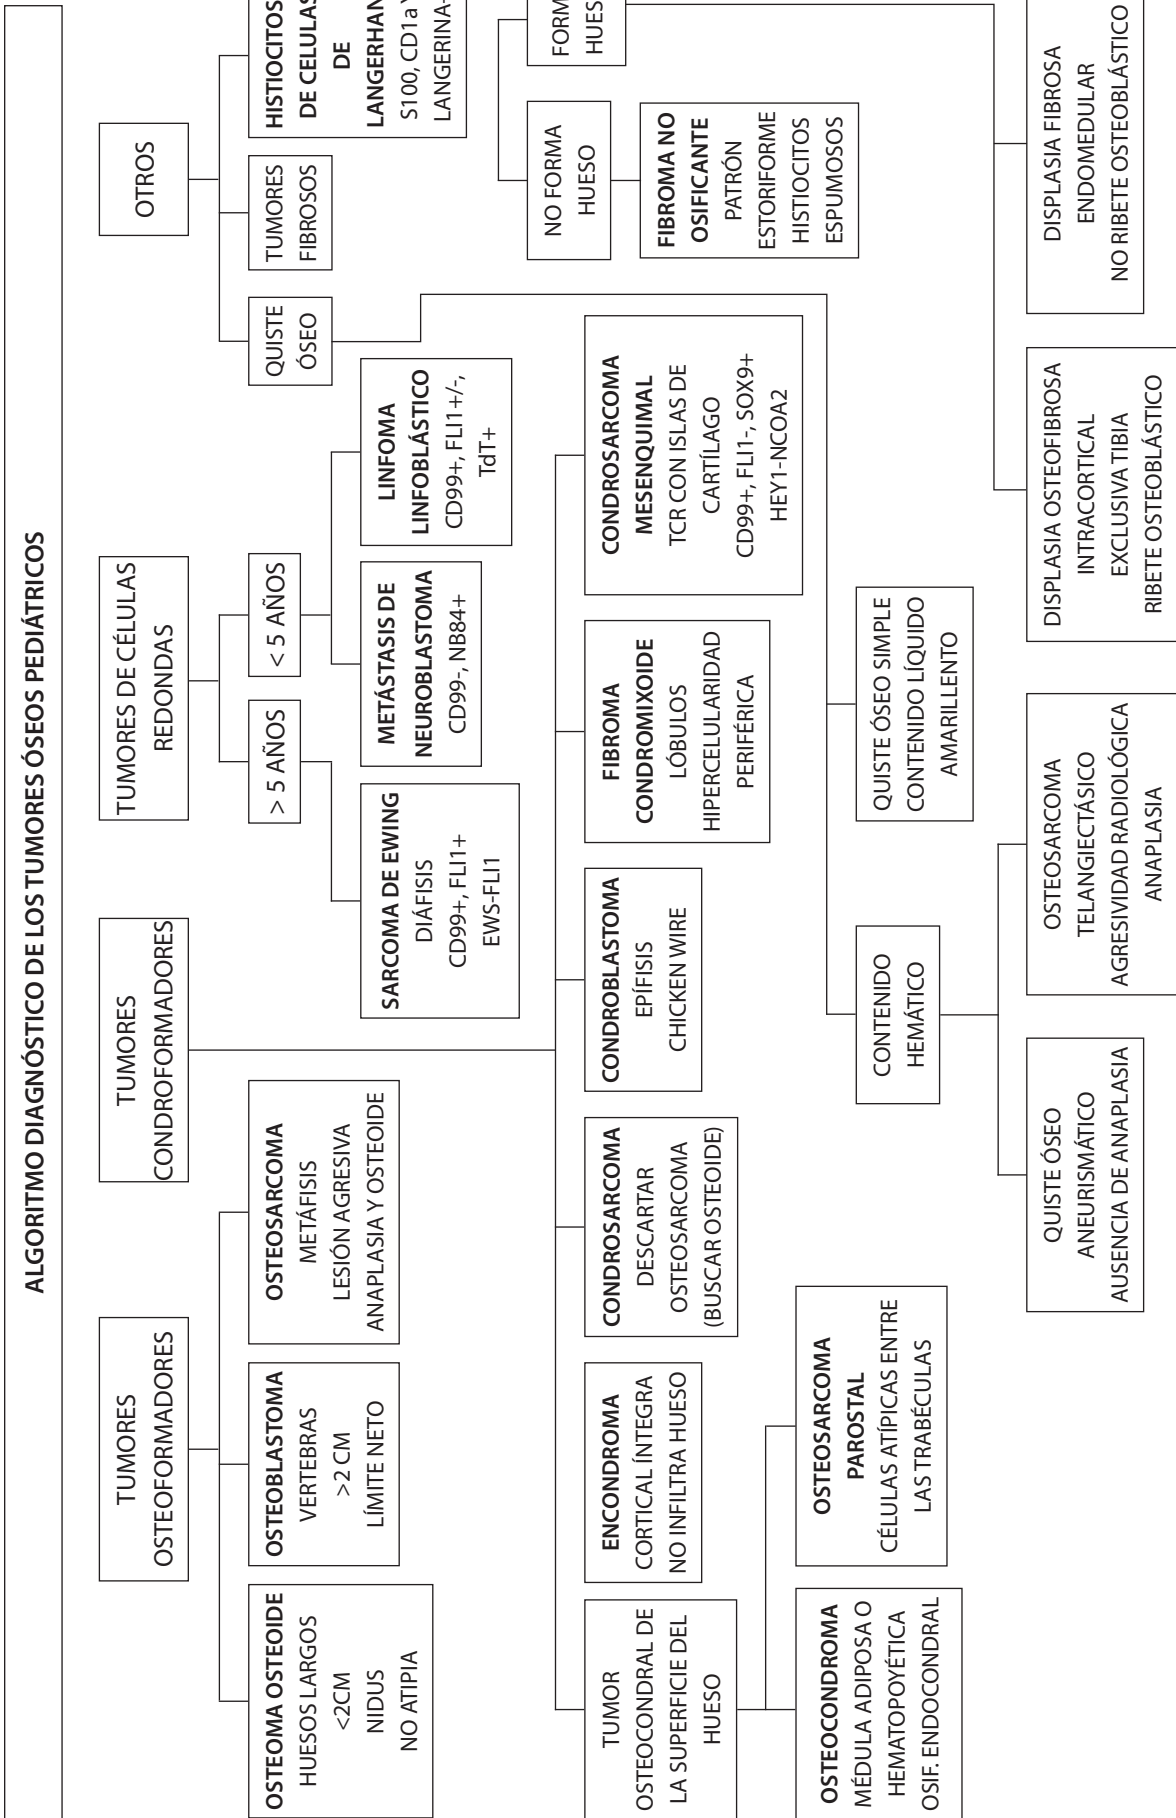 ALGORITMO DIAGNÓSTICO DE LOS TUMORES ÓSEOS PEDIÁTRICOS
TUMORES
OSTEOFORMADORES
TUMORES
CONDROFORMADORES
TUMORES DE CÉLULAS
REDONDAS
OTROS
OSTEOMA OSTEOIDE
HUESOS LARGOS
<2CM
NIDUS
NO ATIPIA
OSTEOBLASTOMA
VERTEBRAS
>2 CM
LÍMITE NETO
OSTEOSARCOMA
METÁFISIS
LESIÓN AGRESIVA
ANAPLASIA Y OSTEOIDE
> 5 AÑOS
< 5 AÑOS
QUISTE
ÓSEO
TUMORES
FIBROSOS
HISTIOCITOS
DE CELULAS
DE
LANGERHAN
S100, CD1a Y
LANGERINA
SARCOMA DE EWING
DIÁFISIS
CD99+, FLI1+
EWS-FLI1
METÁSTASIS DE
NEUROBLASTOMA
CD99-, NB84+
LINFOMA
LINFOBLÁSTICO
CD99+, FLI1+/-,
TdT+
NO FORMA
HUESO
FORM
HUES
FIBROMA NO
OSIFICANTE
PATRÓN
ESTORIFORME
HISTIOCITOS
ESPUMOSOS
TUMOR
OSTEOCONDRAL DE
LA SUPERFICIE DEL
HUESO
ENCONDROMA
CORTICAL ÍNTEGRA
NO INFILTRA HUESO
CONDROSARCOMA
DESCARTAR
OSTEOSARCOMA
(BUSCAR OSTEOIDE)
CONDROBLASTOMA
EPÍFISIS
CHICKEN WIRE
FIBROMA
CONDROMIXOIDE
LÓBULOS
HIPERCELULARIDAD
PERIFÉRICA
CONDROSARCOMA
MESENQUIMAL
TCR CON ISLAS DE
CARTÍLAGO
CD99+, FLI1-, SOX9+
HEY1-NCOA2
OSTEOCONDROMA
MÉDULA ADIPOSA O
HEMATOPOYÉTICA
OSIF. ENDOCONDRAL
OSTEOSARCOMA
PAROSTAL
CÉLULAS ATÍPICAS ENTRE
LAS TRABÉCULAS
CONTENIDO
HEMÁTICO
QUISTE ÓSEO SIMPLE
CONTENIDO LÍQUIDO
AMARILLENTO
QUISTE ÓSEO
ANEURISMÁTICO
AUSENCIA DE ANAPLASIA
OSTEOSARCOMA
TELANGIECTÁSICO
AGRESIVIDAD RADIOLÓGICA
ANAPLASIA
DISPLASIA OSTEOFIBROSA
INTRACORTICAL
EXCLUSIVA TIBIA
RIBETE OSTEOBLÁSTICO
DISPLASIA FIBROSA
ENDOMEDULAR
NO RIBETE OSTEOBLÁSTICO